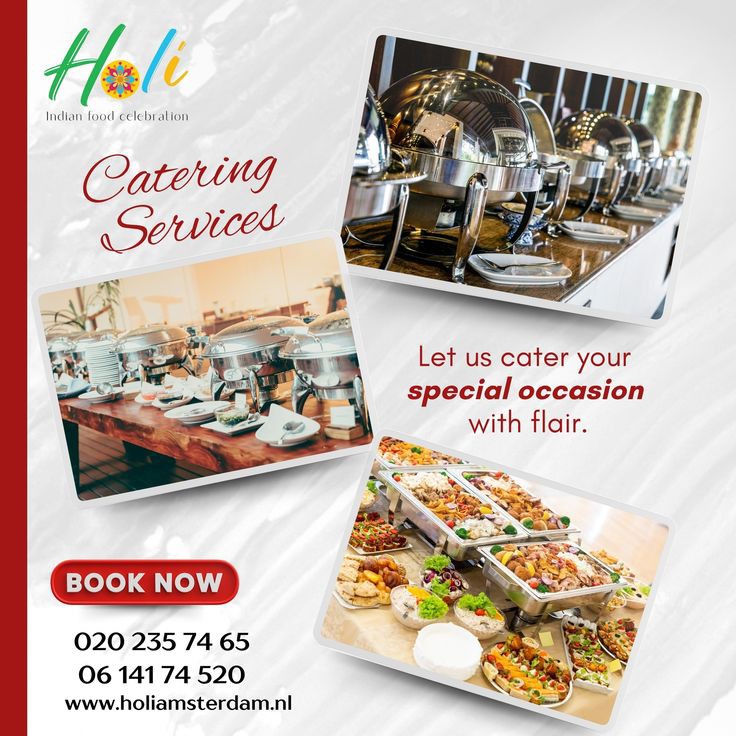 Holi
Indian food celebration
Catering
Services
Let us cater your
special occasion
with flair.
BOOK NOW
020 235 74 65
06 141 74 520
www.holiamsterdam.nl